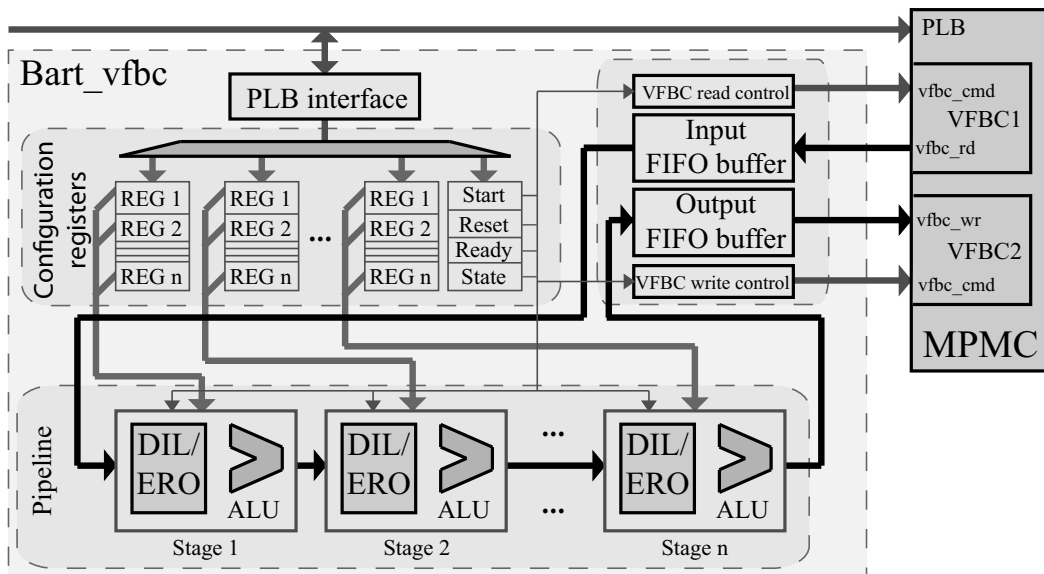 PLB
Bart_vfbc
PLB interface
Configuration
registers
REG 1
REG 2
REG n
REG 1
REG 2
REG n
...
REG 1
REG 2
REG n
Start
Reset
Ready
State
VFBC read control
Input
FIFO buffer
Output
FIFO buffer
VFBC write control
vfbc_cmd
VFBC1
vfbc_rd
vfbc_wr
VFBC2
vfbc_cmd
MPMC
Pipeline
DIL/
ERO
ALU
Stage 1
DIL/
ERO
ALU
Stage 2
...
...
DIL/
ERO
ALU
Stage n